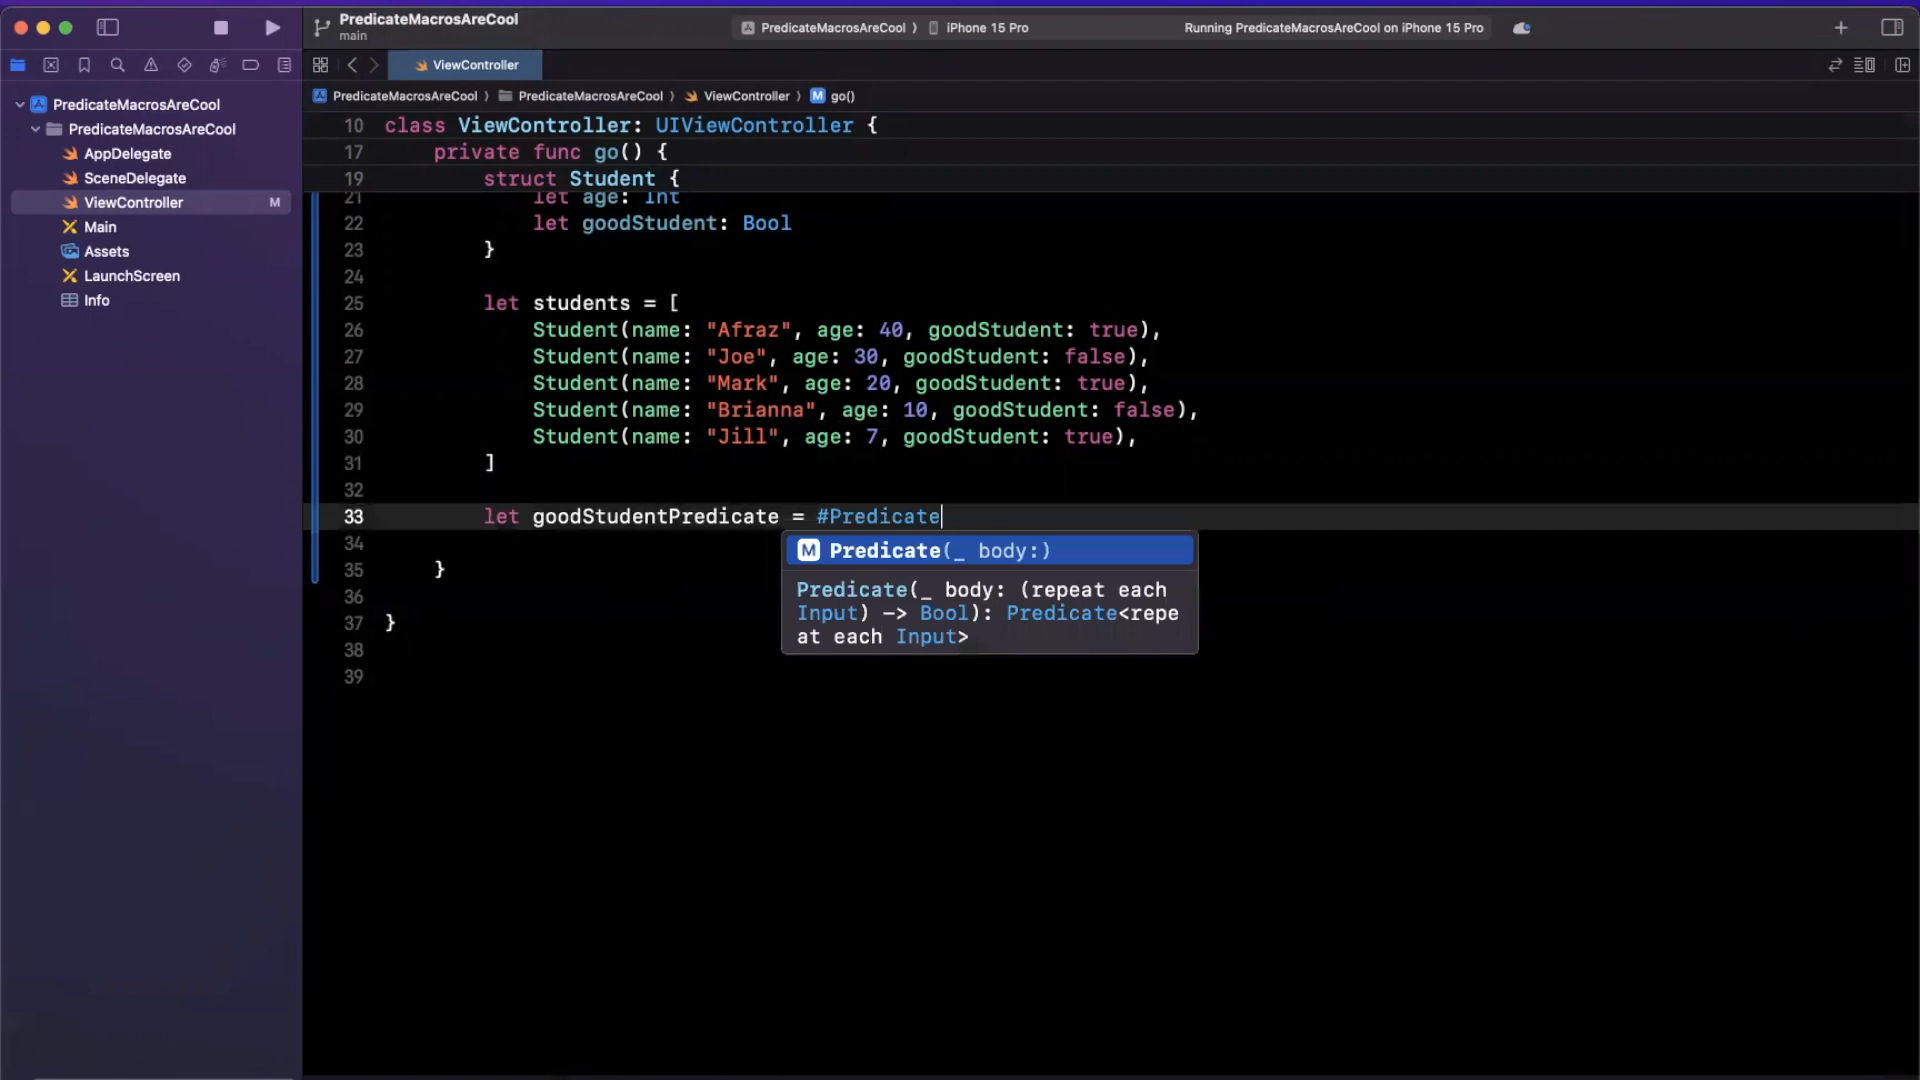 PredicateMacrosAreCool
main
PredicateMacrosAreCool ⟩ iPhone 15 Pro
Running PredicateMacrosAreCool on iPhone 15 Pro
ViewController
PredicateMacrosAreCool ⟩ PredicateMacrosAreCool ⟩ ViewController ⟩ M go()
PredicateMacrosAreCool
PredicateMacrosAreCool
AppDelegate
SceneDelegate
ViewController M
Main
Assets
LaunchScreen
Info
10 class ViewController: UIViewController {
17 private func go() {
19 struct Student {
21 let age: Int
22 let goodStudent: Bool
23 }
24
25 let students = [
26 Student(name: "Afraz", age: 40, goodStudent: true),
27 Student(name: "Joe", age: 30, goodStudent: false),
28 Student(name: "Mark", age: 20, goodStudent: true),
29 Student(name: "Brianna", age: 10, goodStudent: false),
30 Student(name: "Jill", age: 7, goodStudent: true),
31 ]
32
33 let goodStudentPredicate = #Predicate
34
35 }
36
37 }
38
39
M Predicate(_ body:)
Predicate(_ body: (repeat each
Input) -> Bool): Predicate<repe
at each Input>